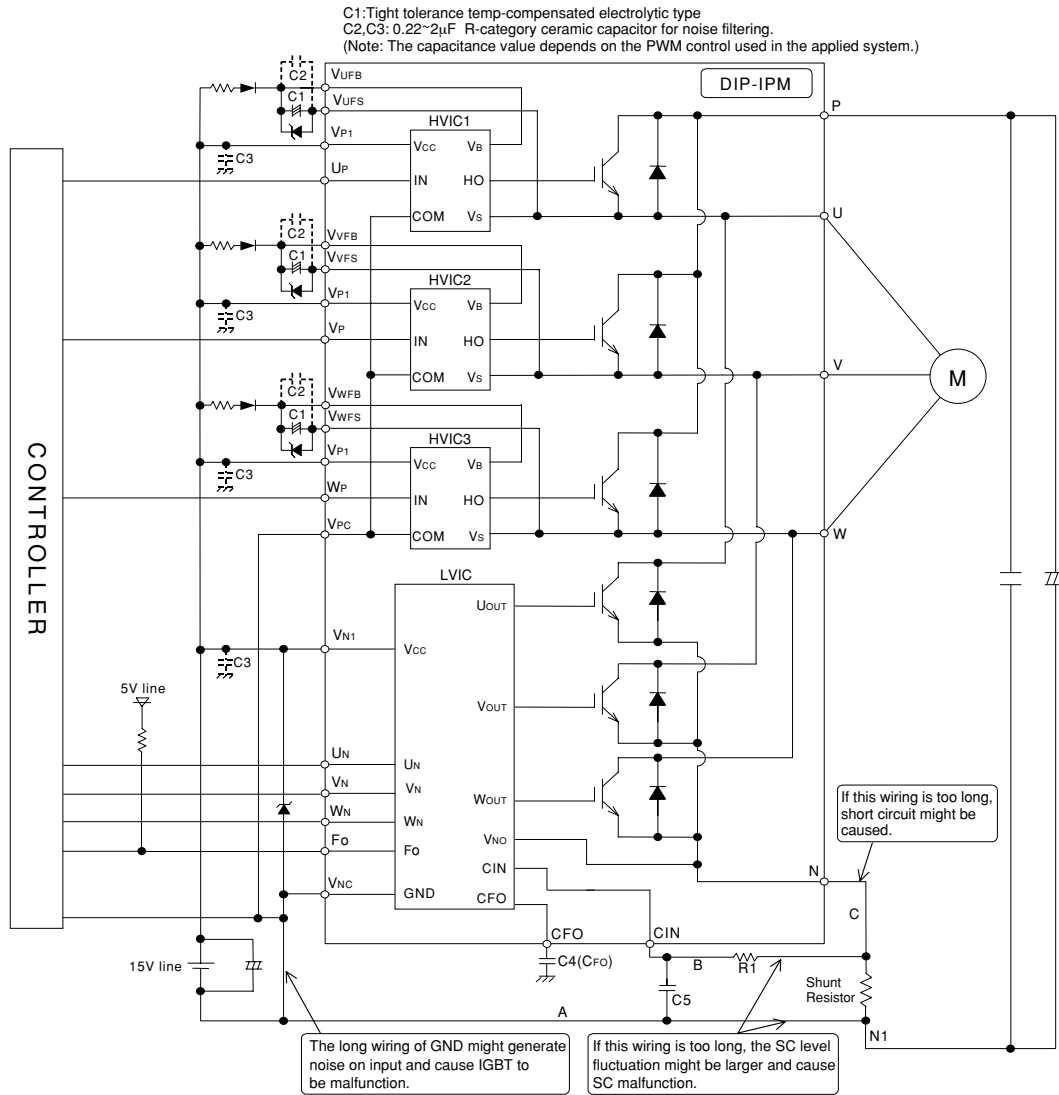 C1:Tight tolerance temp-compensated electrolytic type
C2,C3: 0.22~2μF R-category ceramic capacitor for noise filtering.
(Note: The capacitance value depends on the PWM control used in the applied system.)
DIP-IPM
C2
C1
VUFB
VUFS
VP1
C3
UP
HVIC1
VCC
VB
IN
HO
COM
VS
P
U
C2
C1
VVFB
VVFS
VP1
C3
VP
HVIC2
VCC
VB
IN
HO
COM
VS
V
M
C2
C1
VWFB
VWFS
VP1
C3
WP
VPC
HVIC3
VCC
VB
IN
HO
COM
VS
W
CONTROLLER
LVIC
UOUT
VN1
VCC
C3
5V line
VOUT
UN
UN
VN
VN
WN
WN
WOUT
Fo
Fo
VNO
CIN
VNC
GND
CFO
If this wiring is too long,
short circuit might be
caused.
N
C
CFO
CIN
15V line
C4(CFO)
B
R1
C5
Shunt
Resistor
A
N1
The long wiring of GND might generate
noise on input and cause IGBT to
be malfunction.
If this wiring is too long, the SC level
fluctuation might be larger and cause
SC malfunction.